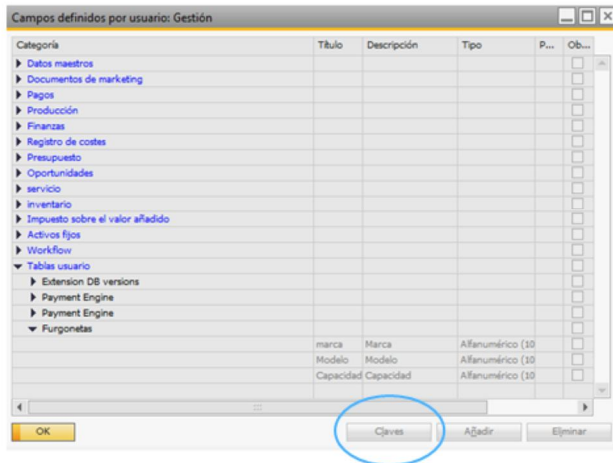 Campos definidos por usuario: Gestión
Categoría Título Descripción Tipo P... Ob...
Datos maestros
Documentos de marketing
Pagos
Producción
Finanzas
Registro de costes
Presupuesto
Oportunidades
servicio
inventario
Impuesto sobre el valor añadido
Activos fijos
Workflow
Tablas usuario
Extension DB versions
Payment Engine
Payment Engine
Furgonetas
marca Marca Alfanumérico (10
Modelo Modelo Alfanumérico (10
Capacidad Capacidad Alfanumérico (10
OK Claves Añadir Eliminar